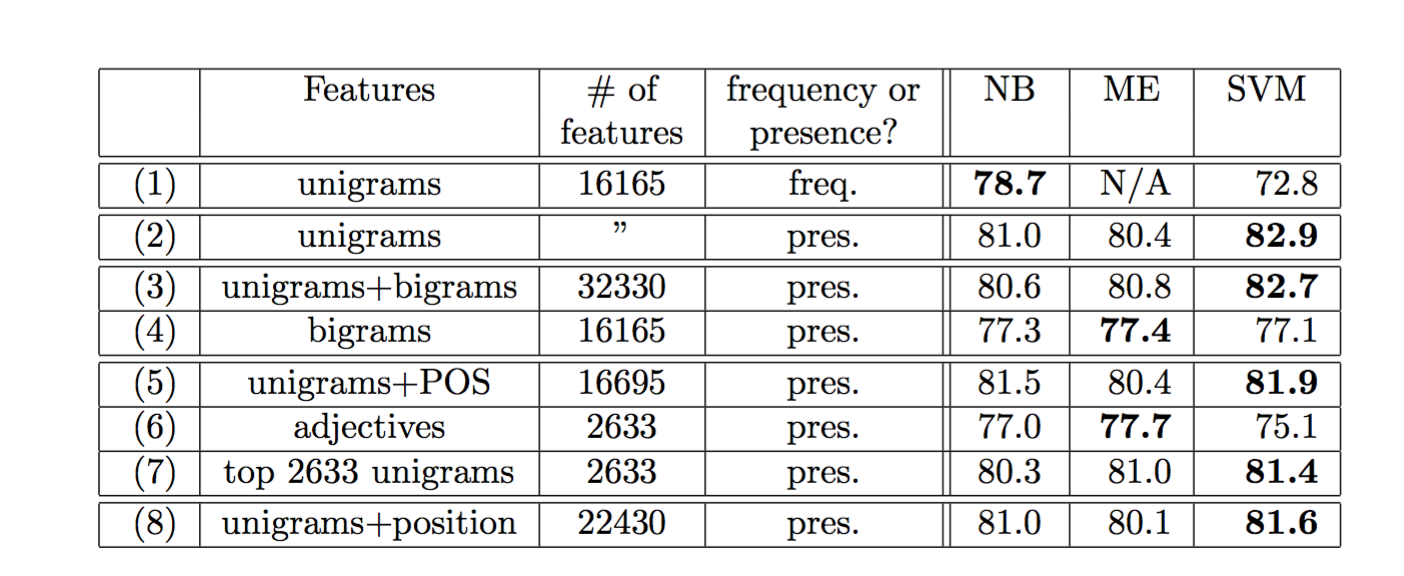 Features # of features frequency or presence? NB ME SVM
(1) unigrams 16165 freq. 78.7 N/A 72.8
(2) unigrams ” pres. 81.0 80.4 82.9
(3) unigrams+bigrams 32330 pres. 80.6 80.8 82.7
(4) bigrams 16165 pres. 77.3 77.4 77.1
(5) unigrams+POS 16695 pres. 81.5 80.4 81.9
(6) adjectives 2633 pres. 77.0 77.7 75.1
(7) top 2633 unigrams 2633 pres. 80.3 81.0 81.4
(8) unigrams+position 22430 pres. 81.0 80.1 81.6